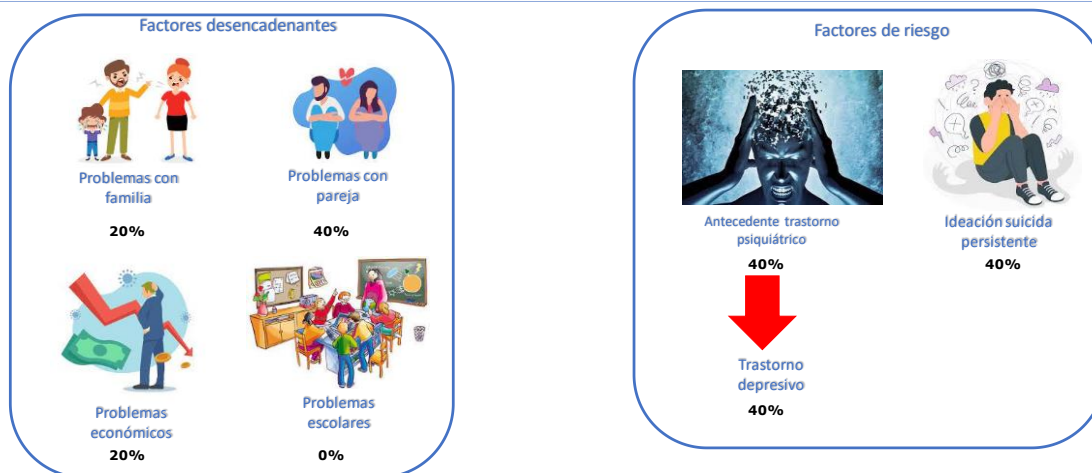 Factores desencadenantes
Problemas con
familia
20%
Problemas con
pareja
40%
Problemas
económicos
20%
Problemas
escolares
0%
Factores de riesgo
Antecedente trastorno
psiquiátrico
40%
Ideación suicida
persistente
40%
Trastorno
depresivo
40%